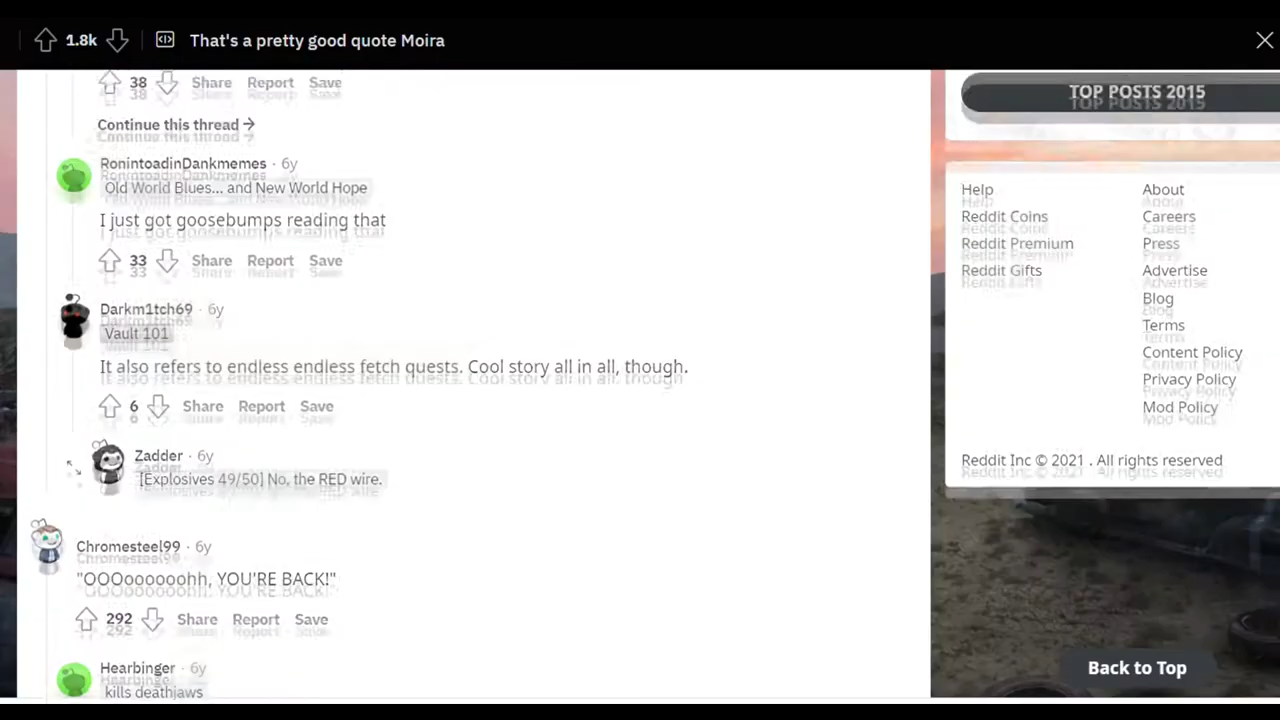 1.8k That's a pretty good quote Moira
38 Share Report Save
Continue this thread →
RonintoadinDankmemes · 6y
Old World Blues... and New World Hope
I just got goosebumps reading that
33 Share Report Save
Darkm1tch69 · 6y
Vault 101
It also refers to endless endless fetch quests. Cool story all in all, though.
6 Share Report Save
Zadder · 6y
[Explosives 49/50] No, the RED wire.
Chromesteel99 · 6y
"OOOoooooohh, YOU'RE BACK!"
292 Share Report Save
Hearbinger · 6y
kills deathjaws
TOP POSTS 2015
Help About
Reddit Coins Careers
Reddit Premium Press
Reddit Gifts Advertise
Blog
Terms
Content Policy
Privacy Policy
Mod Policy
Reddit Inc © 2021 . All rights reserved
Back to Top